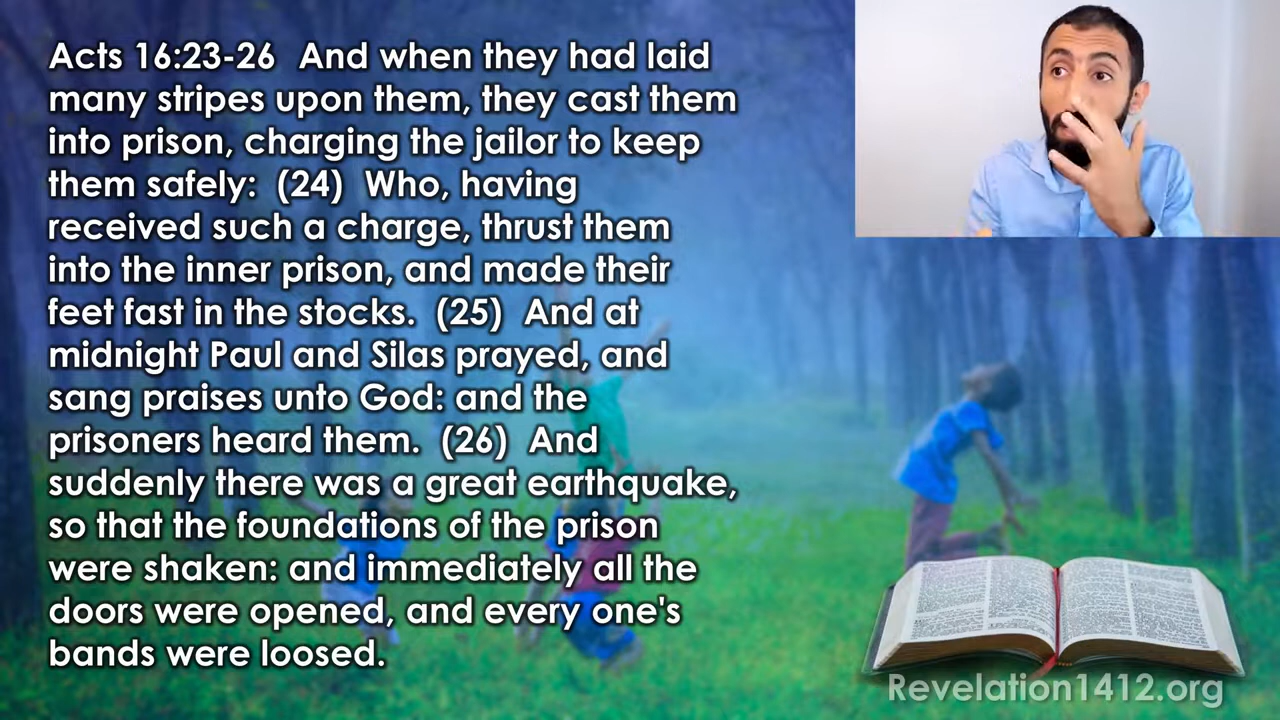 Acts 16:23-26  And when they had laid
many stripes upon them, they cast them
into prison, charging the jailor to keep
them safely:  (24)  Who, having
received such a charge, thrust them
into the inner prison, and made their
feet fast in the stocks.  (25)  And at
midnight Paul and Silas prayed, and
sang praises unto God: and the
prisoners heard them.  (26)  And
suddenly there was a great earthquake,
so that the foundations of the prison
were shaken: and immediately all the
doors were opened, and every one's
bands were loosed.
Revelation1412.org